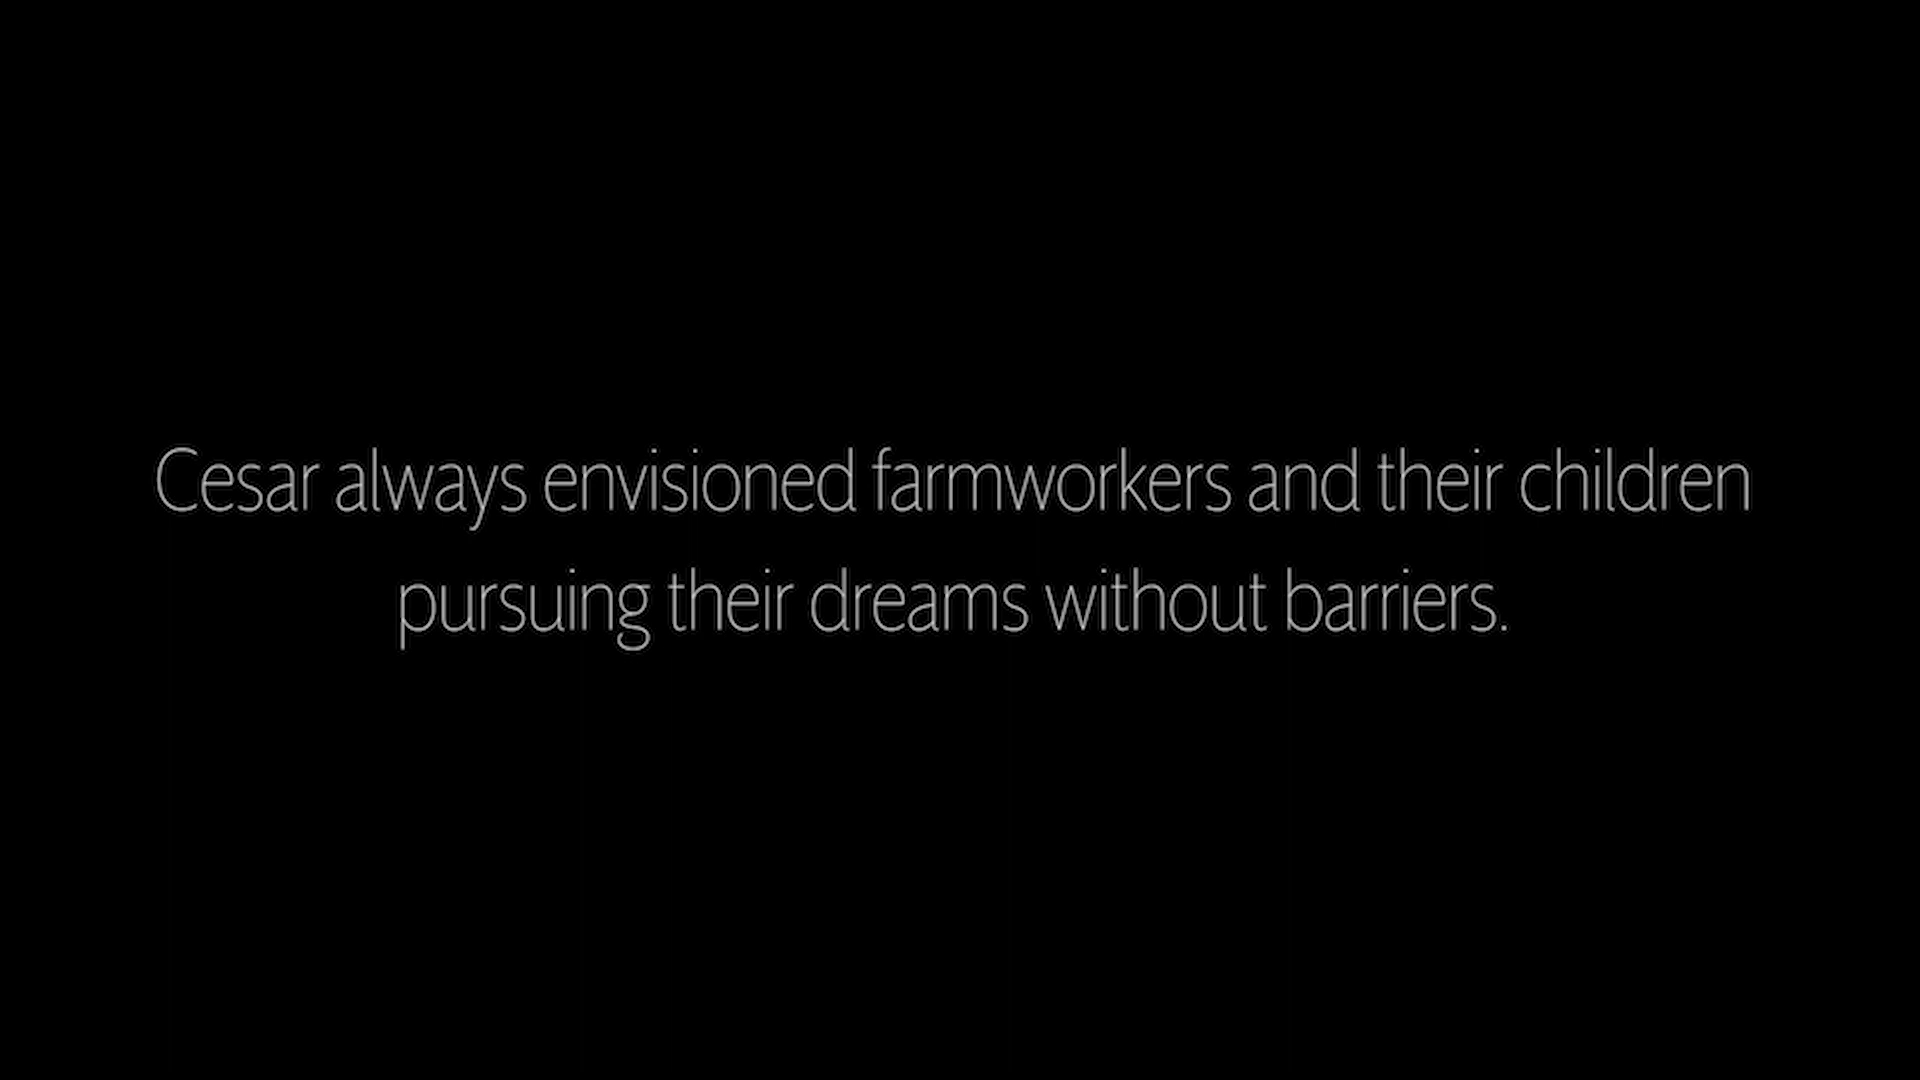 Cesar always envisioned farmworkers and their children
pursuing their dreams without barriers.